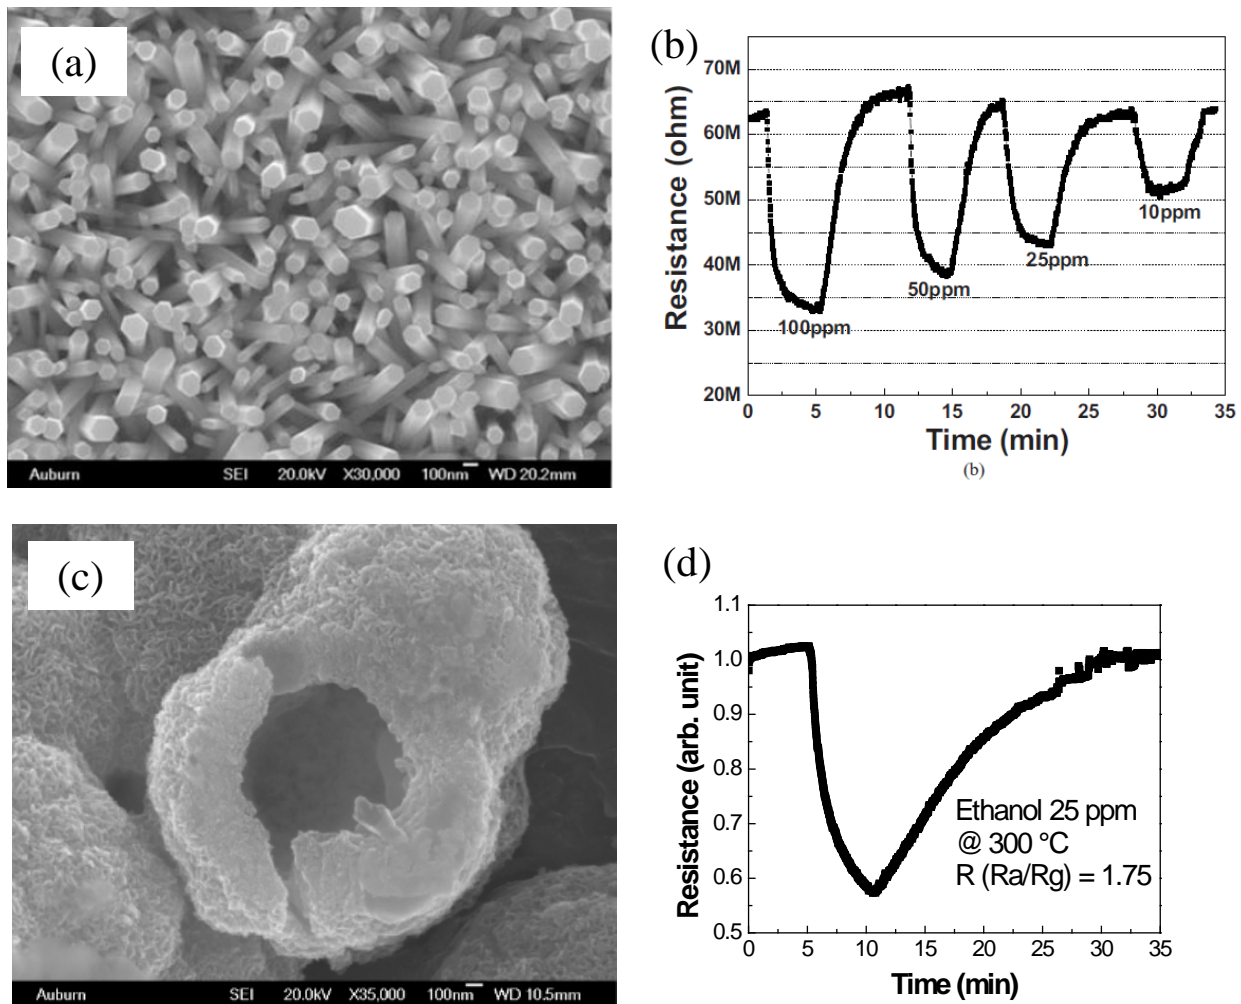 (a)
Auburn SEI 20.0kV X30,000 100nm WD 20.2mm
(b)
Resistance (ohm)
70M
60M
50M
40M
30M
20M
100ppm
50ppm
25ppm
10ppm
0 5 10 15 20 25 30 35
Time (min)
(b)
(c)
Auburn SEI 20.0kV X35,000 100nm WD 10.5mm
(d)
Resistance (arb. unit)
1.1
1.0
0.9
0.8
0.7
0.6
0.5
Ethanol 25 ppm
@ 300 °C
R (Ra/Rg) = 1.75
0 5 10 15 20 25 30 35
Time (min)